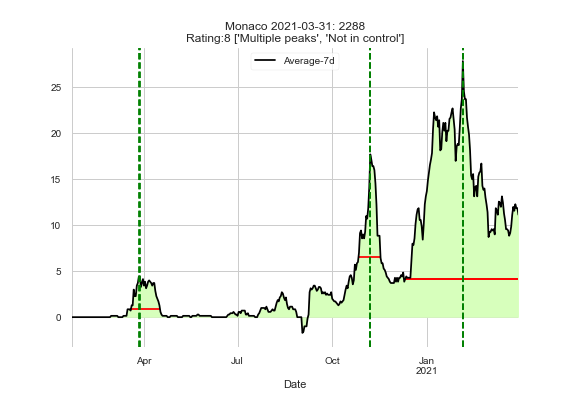 Monaco 2021-03-31: 2288
Rating:8 ['Multiple peaks', 'Not in control']
Average-7d
25
20
15
10
5
0
Apr
Jul
Oct
Jan
2021
Date